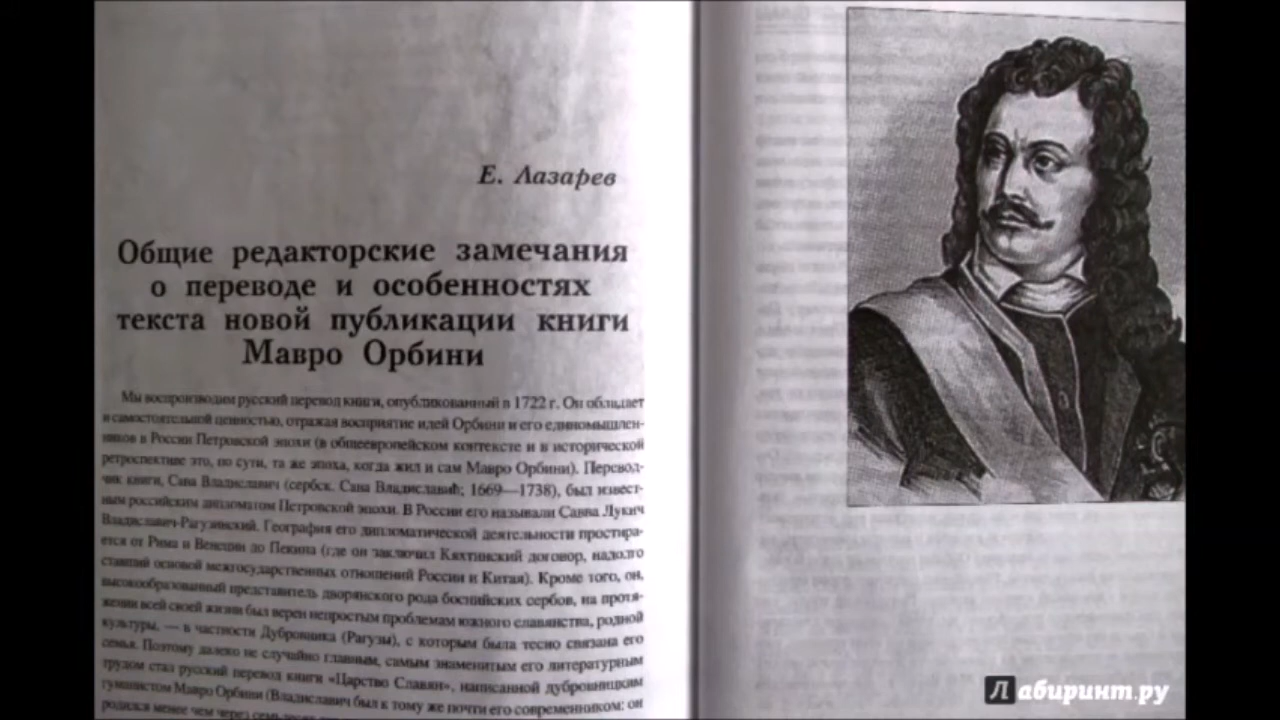 Е. Лазарев
Общие редакторские замечания
о переводе и особенностях
текста новой публикации книги
Мавро Орбини
Мы воспроизводим русский перевод книги, опубликованный в 1722 г. Он обладает
и самостоятельной ценностью, отражая восприятие идей Орбини и его единомышлен-
ников в России Петровской эпохи (в общеевропейском контексте и в исторической
ретроспективе это, по сути, та же эпоха, когда жил и сам Мавро Орбини). Перевод-
чик книги, Сава Владиславич (сербск. Сава Владиславић; 1669—1738), был извест-
ным российским дипломатом Петровской эпохи. В России его называли Савва Лукич
Владиславич-Рагузинский. География его дипломатической деятельности простира-
ется от Рима и Венеции до Пекина (где он заключил Кяхтинский договор, надолго
ставший основой межгосударственных отношений России и Китая). Кроме того, он,
высокообразованный представитель дворянского рода боснийских сербов, на протя-
жении всей своей жизни был верен непростым проблемам южного славянства, родной
культуры, — в частности Дубровника (Рагузы), с которым была тесно связана его
семья. Поэтому далеко не случайно главным, самым знаменитым его литературным
трудом стал русский перевод книги «Царство Славян», написанной дубровницким
гуманистом Мавро Орбини (Владиславич был к тому же почти его современником: он
родился менее чем через
Лабиринт.ру